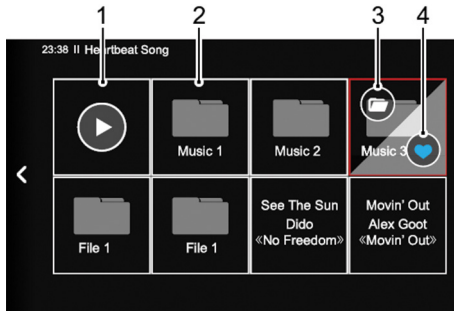 1 2 3 4
23:38 II Heartbeat Song
Music 1 Music 2 Music 3
File 1 File 1 See The Sun Dido «No Freedom» Movin' Out Alex Goot «Movin' Out»